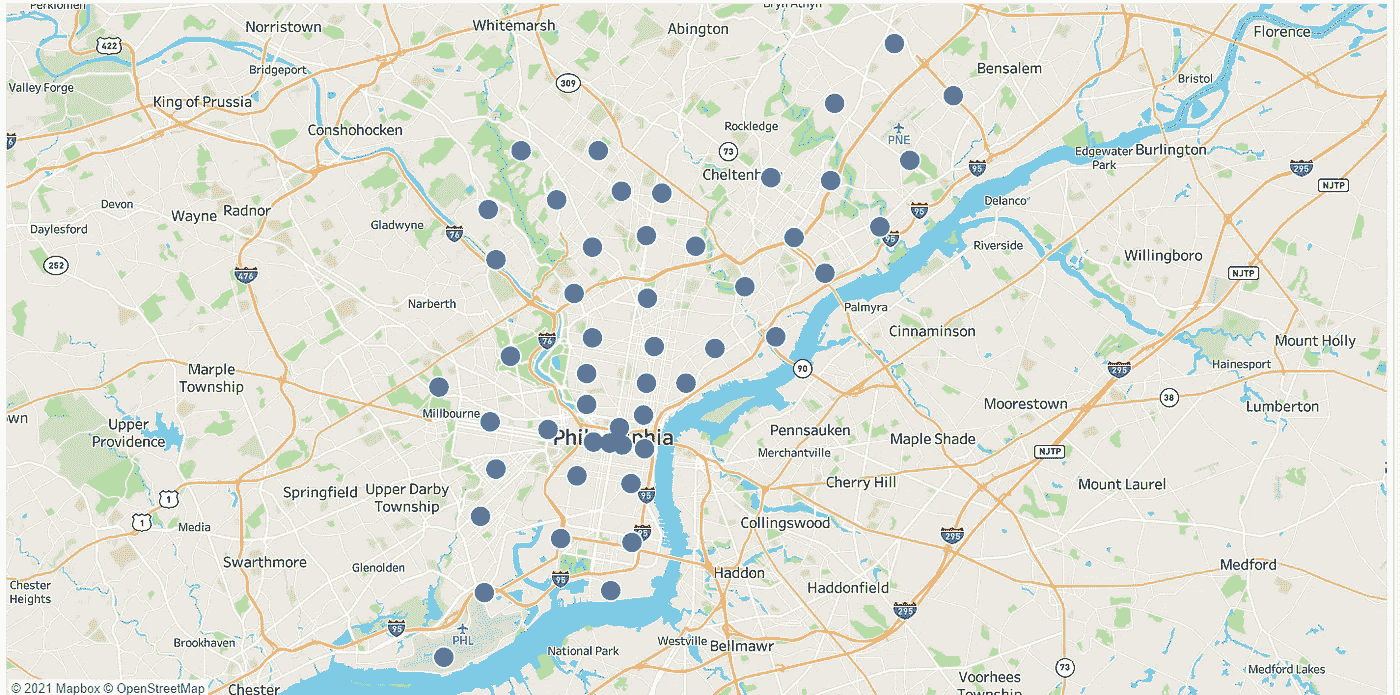 Perkiomen
Bryn Athyn
Norristown
Whitemarsh
Abington
Florence
422
Bridgeport
Bensalem
Valley Forge
309
Bristol
King of Prussia
Conshohocken
Rockledge
PNE
73
Edgewater
Park
Burlington
95
295
NJTP
Devon
Wayne
Radnor
Delanco
Daylesford
Gladwyne
76
95
95
Riverside
252
476
Willingboro
NJTP
Narberth
Palmyra
Cinnaminson
76
Mount Holly
Hainesport
Marple
Township
90
295
38
Millbourne
Moorestown
Lumberton
Upper
Providence
Pennsauken
Maple Shade
Merchantville
NJTP
Springfield
Upper Darby
Township
1
95
Cherry Hill
Mount Laurel
1
Media
Collingswood
295
Swarthmore
Glenolden
Haddon
Medford
Chester
Heights
95
Haddonfield
295
95
PHL
Brookhaven
National Park
Westville
Bellmawr
73
Medford Lakes
Voorhees
Township
© 2021 Mapbox © OpenStreetMap
Chester